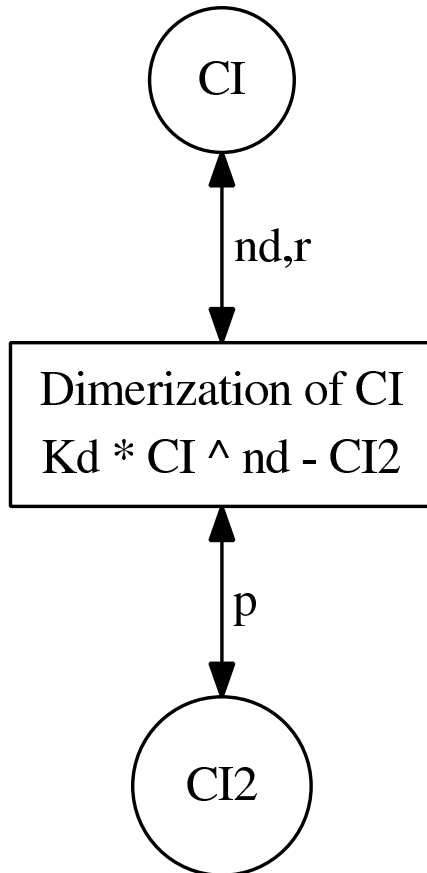 CI
nd,r
Dimerization of CI
Kd * CI ^ nd - CI2
p
CI2